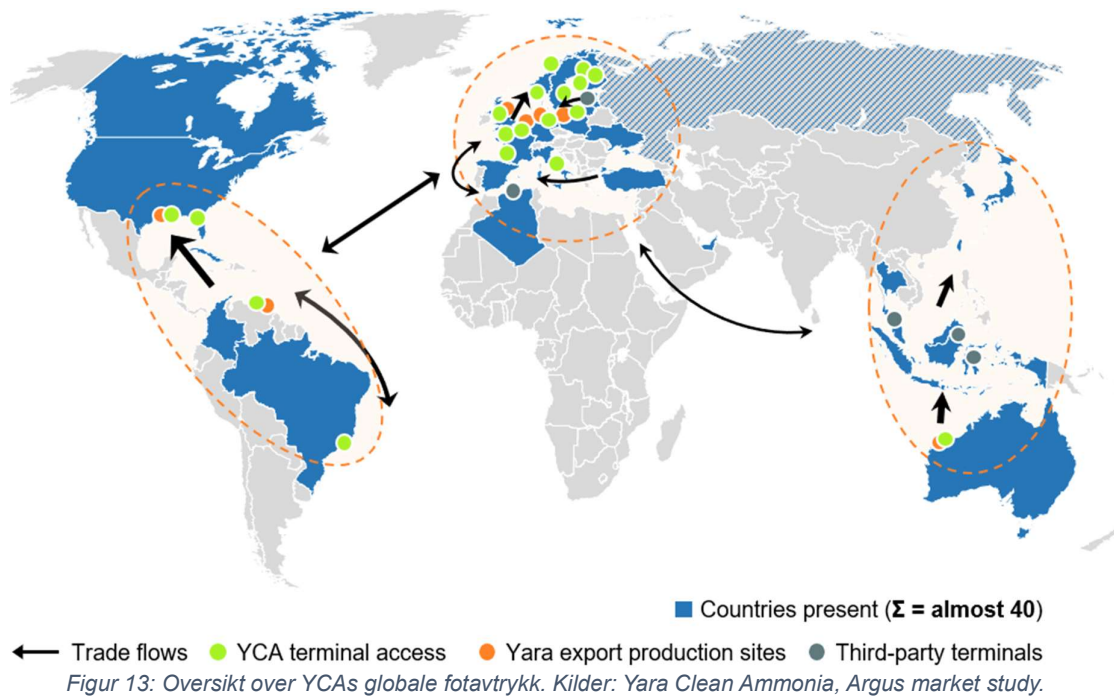 Countries present (Σ = almost 40)
Trade flows YCA terminal access Yara export production sites Third-party terminals
Figur 13: Oversikt over YCAs globale fotavtrykk. Kilder: Yara Clean Ammonia, Argus market study.